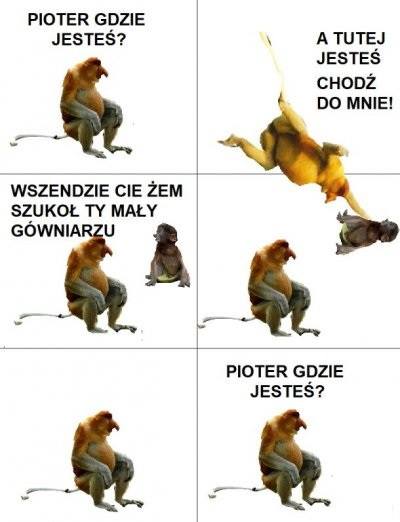 PIOTER GDZIE
JESTEŚ?
A TUTEJ
JESTEŚ
CHODŹ
DO MNIE!
WSZENDZIE CIE ŻEM
SZUKOŁ TY MAŁY
GÓWNIARZU
PIOTER GDZIE
JESTEŚ?